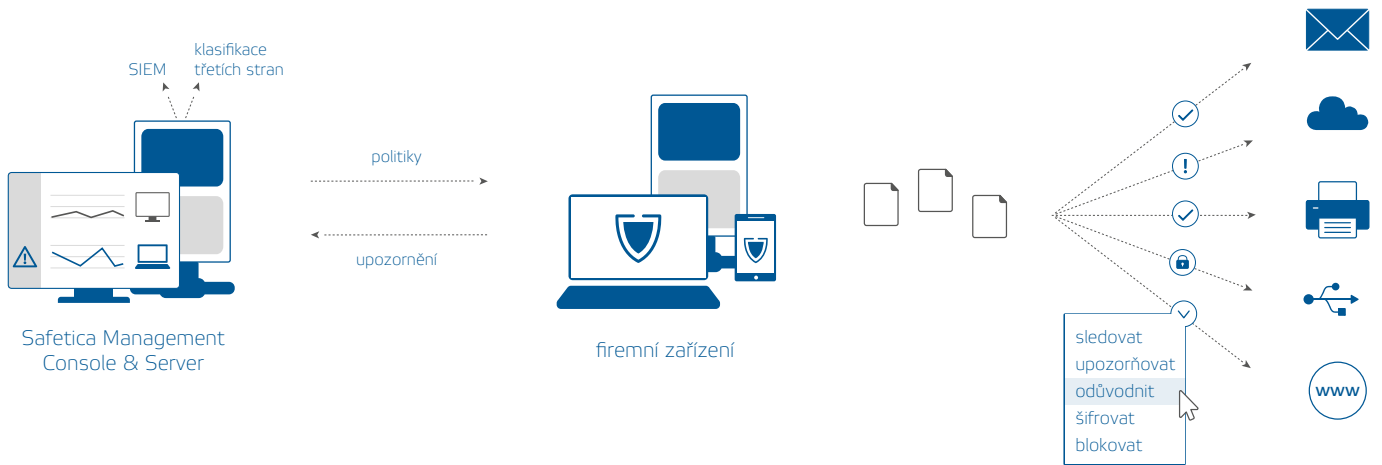 klasifikace
třetích stran
SIEM
politiky
upozornění
Safetica Management
Console & Server
firemní zařízení
sledovat
upozorňovat
odůvodnit
šifrovat
blokovat
www